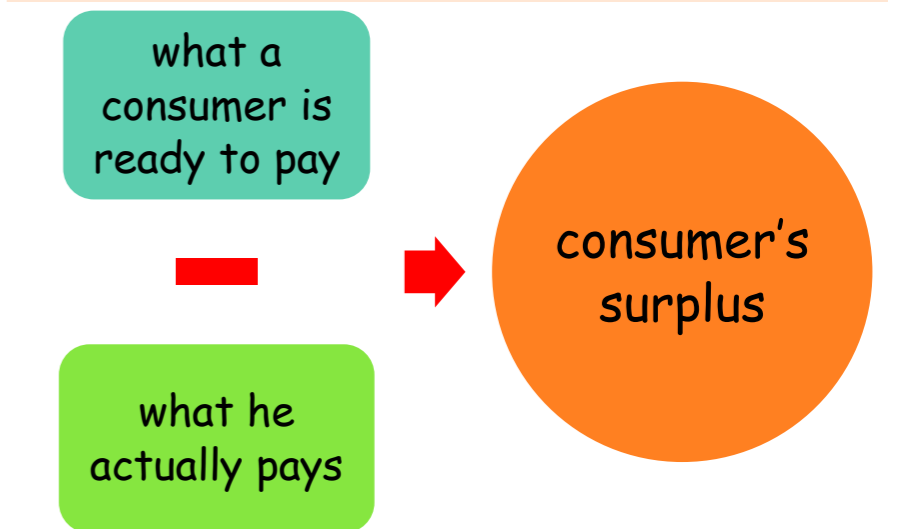 what a
consumer is
ready to pay
consumer’s
surplus
what he
actually pays